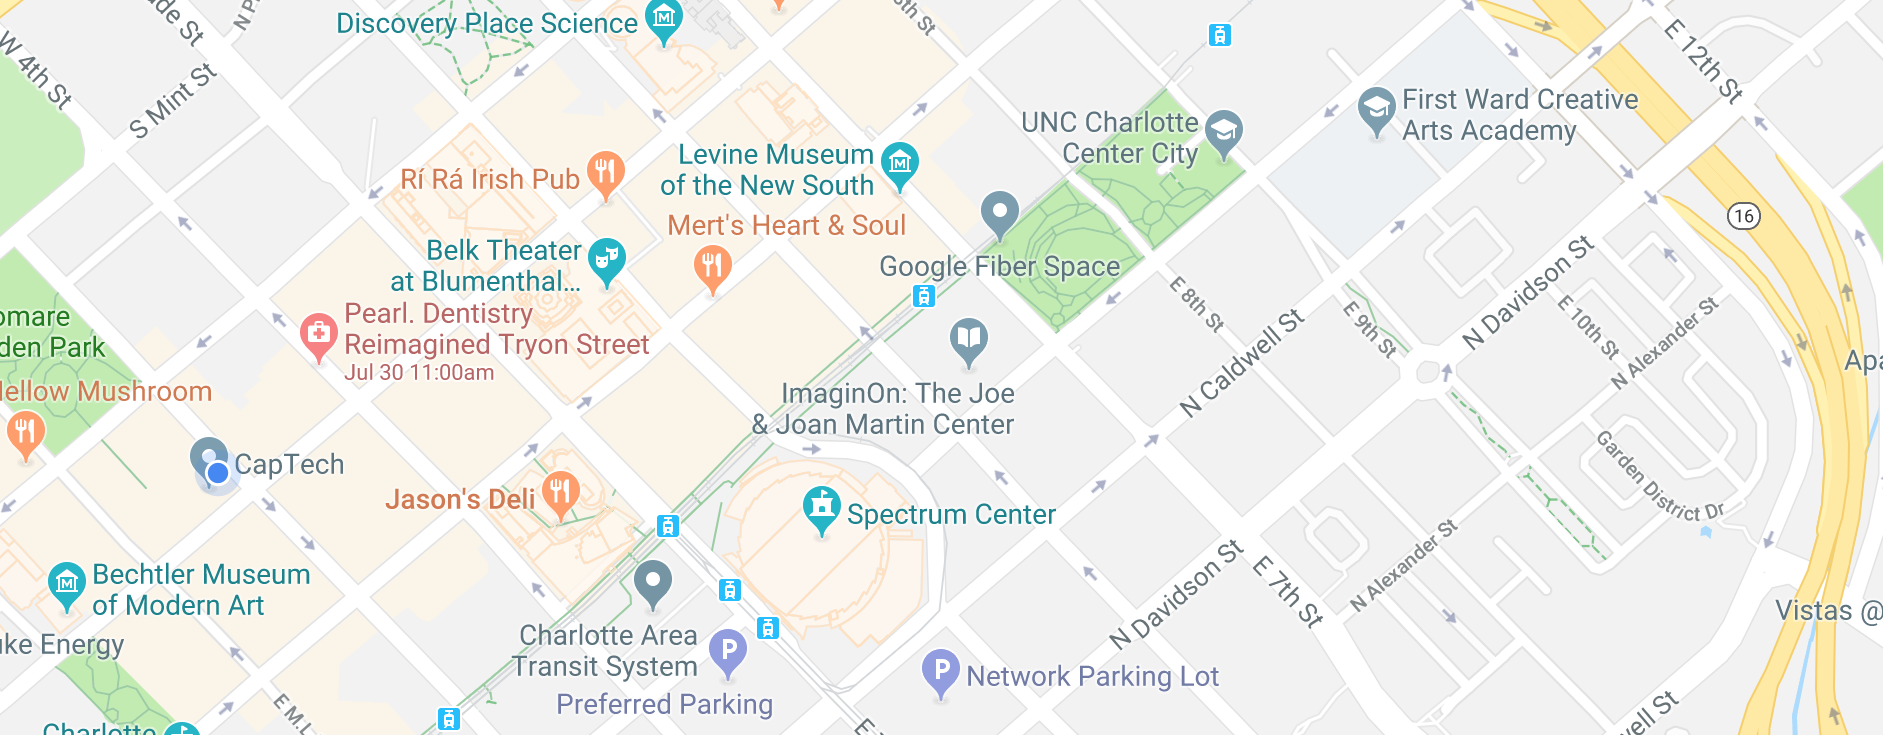 Discovery Place Science
W 4th St
S Mint St
E 12th St
First Ward Creative
Arts Academy
UNC Charlotte
Center City
Levine Museum
of the New South
Rí Rá Irish Pub
Mert's Heart & Soul
16
Belk Theater
at Blumenthal...
Google Fiber Space
E 8th St
E 9th St
N Davidson St
E 10th St
N Alexander St
Pearl. Dentistry
Reimagined Tryon Street
Jul 30 11:00am
N Caldwell St
ImaginOn: The Joe
& Joan Martin Center
CapTech
Garden District Dr
Jason's Deli
Spectrum Center
N Davidson St
E 7th St
N Alexander St
Bechtler Museum
of Modern Art
Charlotte Area
Transit System
P
Preferred Parking
P
Network Parking Lot
Vistas @
Energy
Mushroom
Park
Charlotte